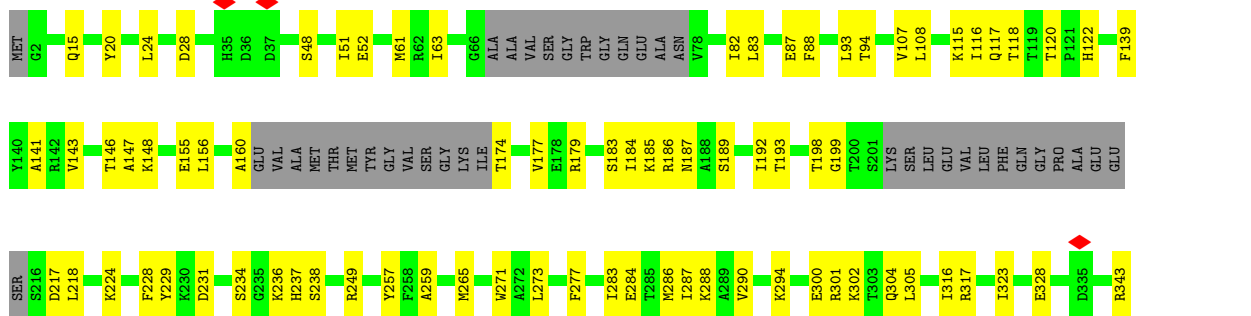 MET G2 Q15 Y20 L24 D28 H35 D36 D37 S48 I51 E52 M61 R62 I63 G66 ALA ALA VAL SER GLY TRP GLY GLN GLU ALA ASN V78 I82 L83 E87 F88 L93 T94 V107 L108 K115 I116 Q117 T118 T119 T120 P121 H122 F139
Y140 A141 R142 V143 T146 A147 K148 E155 L156 A160 GLU VAL ALA MET THR MET TYR GLY VAL SER GLY LYS ILE T174 V177 E178 R179 S183 I184 K185 R186 N187 A188 S189 I192 T193 T198 G199 T200 S201 LYS SER LEU GLU VAL LEU PHE GLN GLY PRO ALA GLU GLU
SER S216 D217 L218 K224 F228 Y229 K230 D231 S234 G235 K236 H237 S238 R249 Y257 F258 A259 M265 W271 A272 L273 F277 I283 E284 T285 M286 I287 K288 A289 V290 K294 E300 R301 K302 T303 Q304 L305 I316 R317 I323 E328 D335 R343